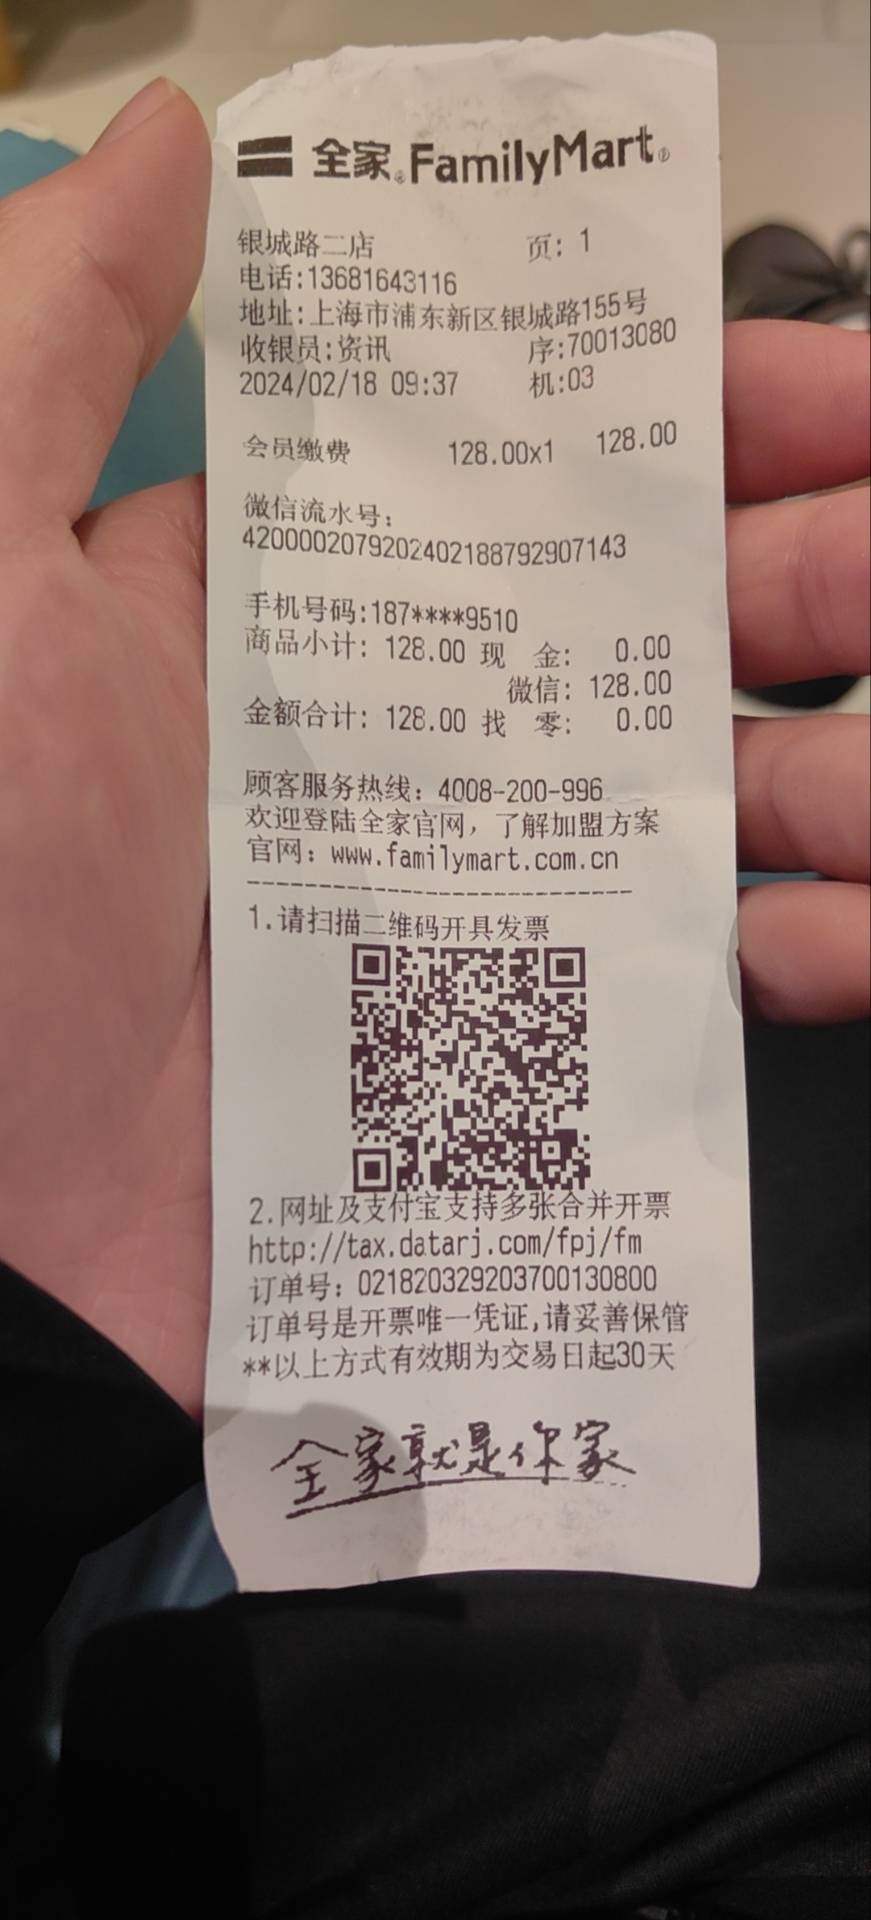 全家 FamilyMart
银城路二店 页: 1
电话:13681643116
地址:上海市浦东新区银城路155号
收银员:资讯 序:70013080
2024/02/18 09:37 机:03
会员缴费 128.00x1 128.00
微信流水号:
4200002079202402188792907143
手机号码:187****9510
商品小计: 128.00 现 金: 0.00
微信: 128.00
金额合计: 128.00 找 零: 0.00
顾客服务热线: 4008-200-996
欢迎登陆全家官网，了解加盟方案
官网: www.familymart.com.cn
1.请扫描二维码开具发票
2.网址及支付宝支持多张合并开票
http://tax.datarj.com/fpj/fm
订单号: 021820329203700130800
订单号是开票唯一凭证,请妥善保管
**以上方式有效期为交易日起30天
全家就是你家